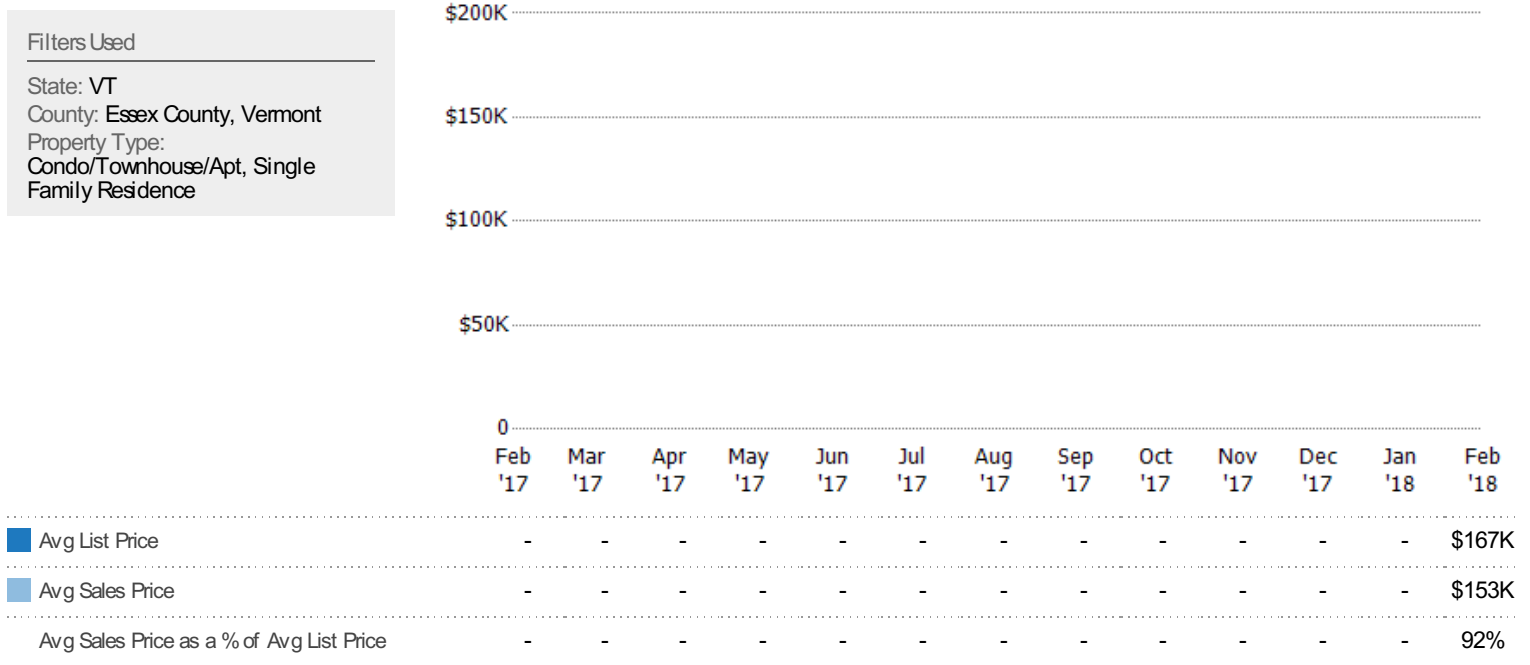 Filters Used
State: VT
County: Essex County, Vermont
Property Type:
Condo/Townhouse/Apt, Single
Family Residence
$200K
$150K
$100K
$50K
0
Feb Mar Apr May Jun Jul Aug Sep Oct Nov Dec Jan Feb
'17 '17 '17 '17 '17 '17 '17 '17 '17 '17 '17 '18 '18
Avg List Price - - - - - - - - - - - - $167K
Avg Sales Price - - - - - - - - - - - - $153K
Avg Sales Price as a % of Avg List Price - - - - - - - - - - - - 92%